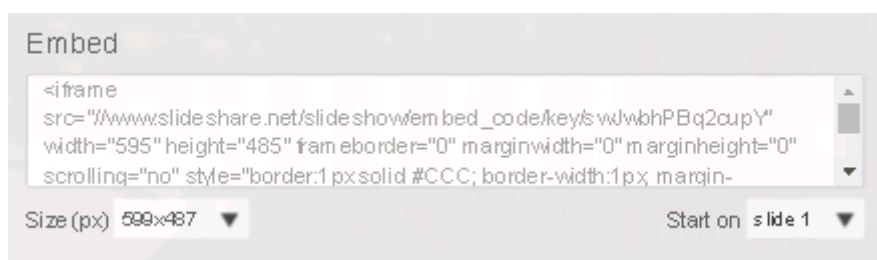 Embed
<iframe
src="//www.slideshare.net/slideshow/embed_code/key/swJwbhPBq2cupY"
width="595" height="485" frameborder="0" marginwidth="0" marginheight="0"
scrolling="no" style="border:1px solid #CCC; border-width:1px; margin-
Size (px) 599x487 Start on slide 1